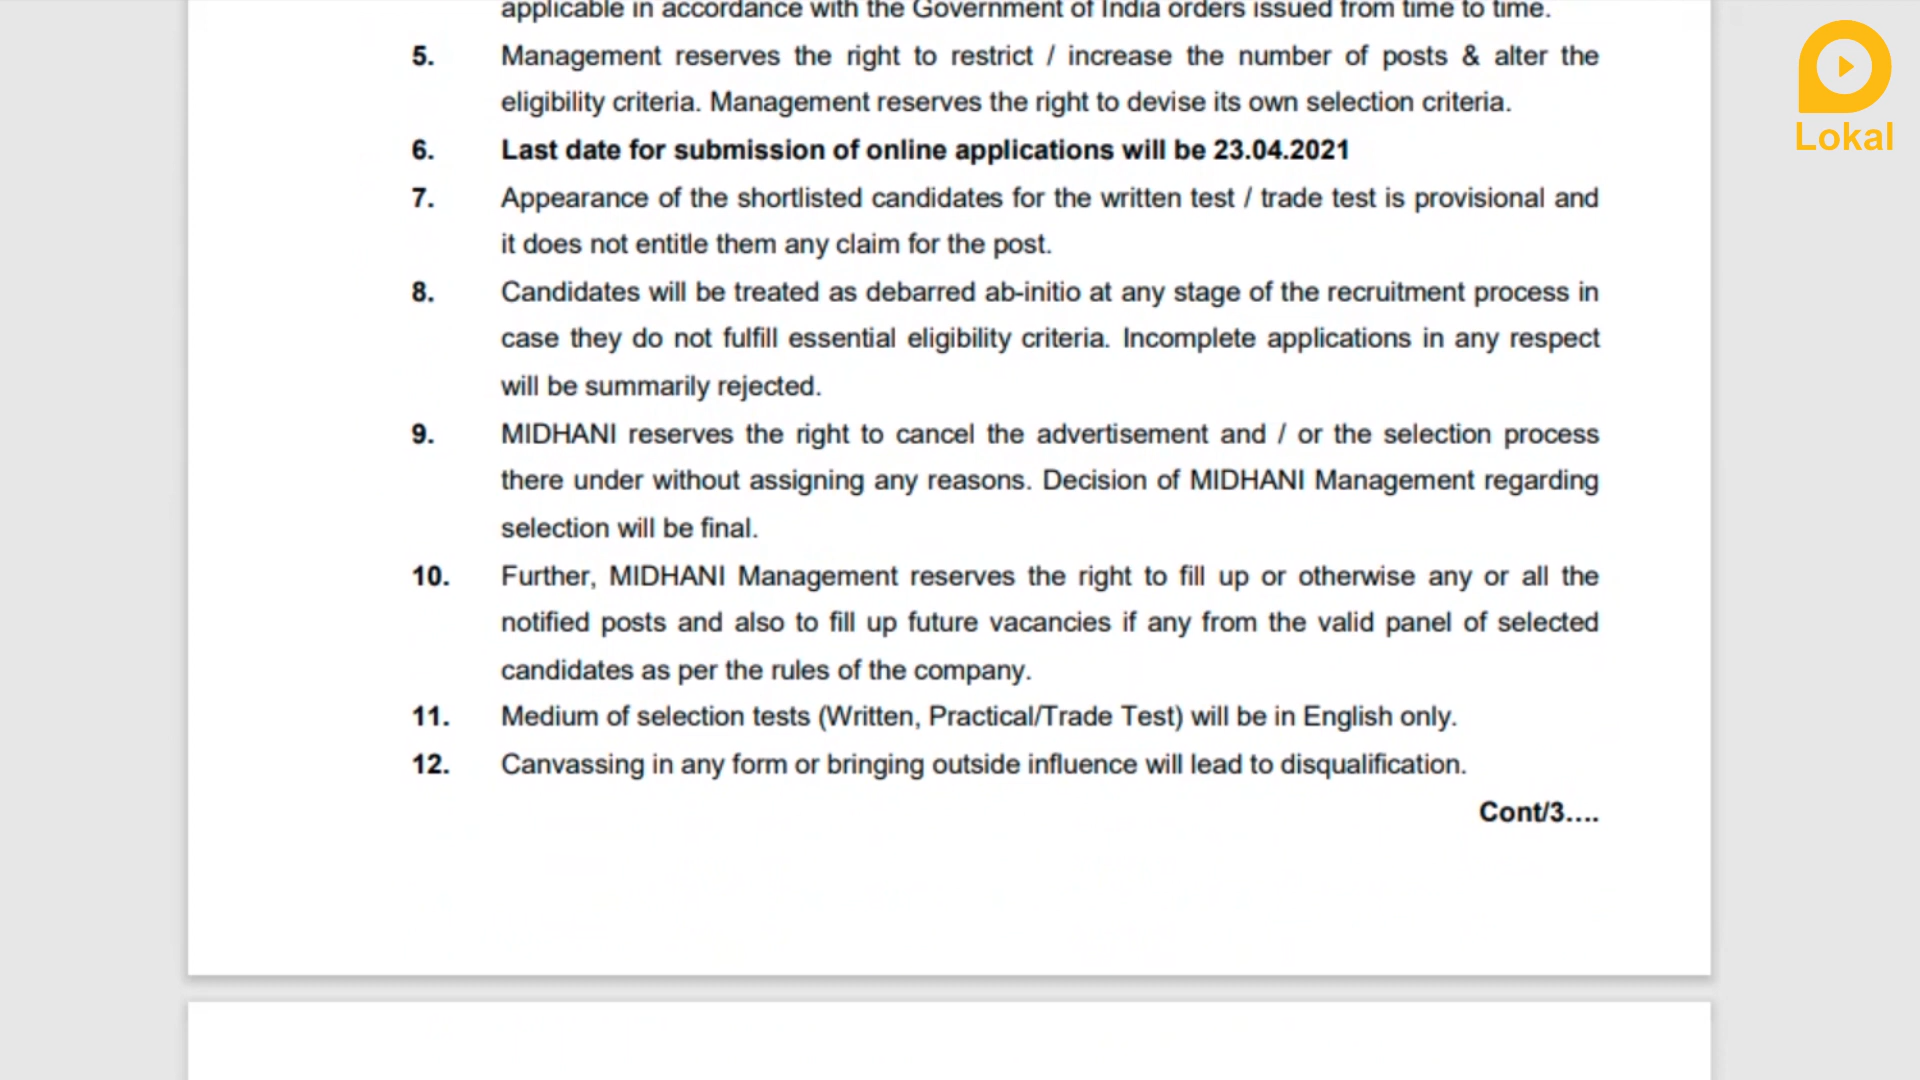 applicable in accordance with the Government of India orders issued from time to time.
5. Management reserves the right to restrict / increase the number of posts & alter the
eligibility criteria. Management reserves the right to devise its own selection criteria.
6. Last date for submission of online applications will be 23.04.2021
7. Appearance of the shortlisted candidates for the written test / trade test is provisional and
it does not entitle them any claim for the post.
8. Candidates will be treated as debarred ab-initio at any stage of the recruitment process in
case they do not fulfill essential eligibility criteria. Incomplete applications in any respect
will be summarily rejected.
9. MIDHANI reserves the right to cancel the advertisement and / or the selection process
there under without assigning any reasons. Decision of MIDHANI Management regarding
selection will be final.
10. Further, MIDHANI Management reserves the right to fill up or otherwise any or all the
notified posts and also to fill up future vacancies if any from the valid panel of selected
candidates as per the rules of the company.
11. Medium of selection tests (Written, Practical/Trade Test) will be in English only.
12. Canvassing in any form or bringing outside influence will lead to disqualification.
Cont/3....
Lokal